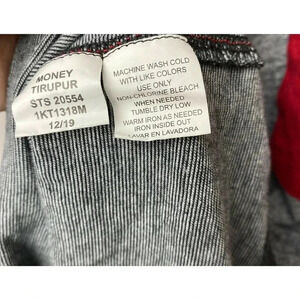 MONEY
TIRUPUR
STS 20554
1KT1318M
12/19
MACHINE WASH COLD
WITH LIKE COLORS
USE ONLY
NON-CHLORINE BLEACH
WHEN NEEDED
TUMBLE DRY LOW
WARM IRON AS NEEDED
IRON INSIDE OUT
LAVAR EN LAVADORA